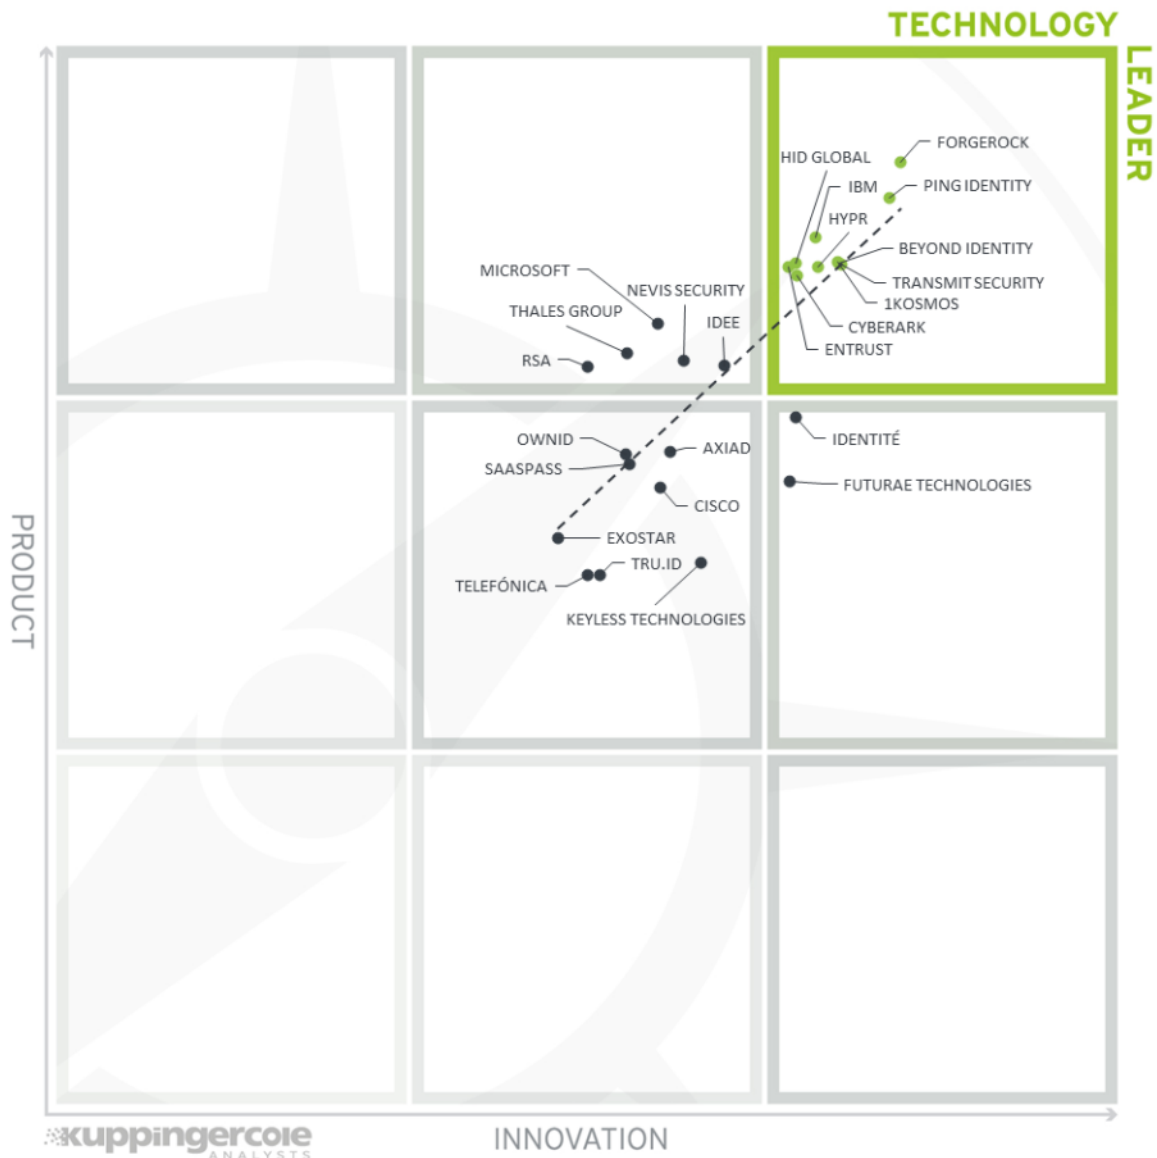 TECHNOLOGY
LEADER
FORGEROCK
HID GLOBAL
IBM
PING IDENTITY
HYPR
BEYOND IDENTITY
MICROSOFT
TRANSMIT SECURITY
NEVIS SECURITY
1KOSMOS
THALES GROUP
IDEE
CYBERARK
RSA
ENTRUST
OWNID
IDENTITÉ
AXIAD
SAASPASS
FUTURAE TECHNOLOGIES
CISCO
EXOSTAR
TRU.ID
TELEFÓNICA
KEYLESS TECHNOLOGIES
PRODUCT
kuppingercole
ANALYSTS
INNOVATION